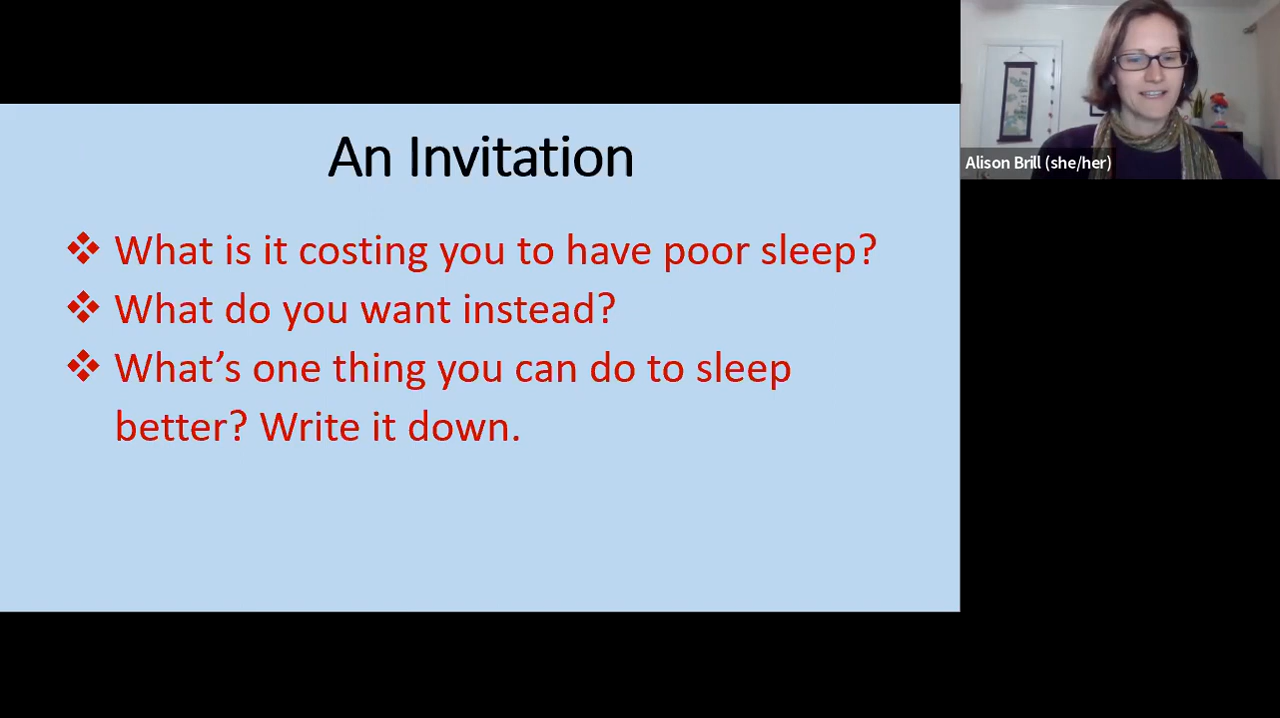 An Invitation
❖ What is it costing you to have poor sleep?
❖ What do you want instead?
❖ What’s one thing you can do to sleep
better? Write it down.
Alison Brill (she/her)